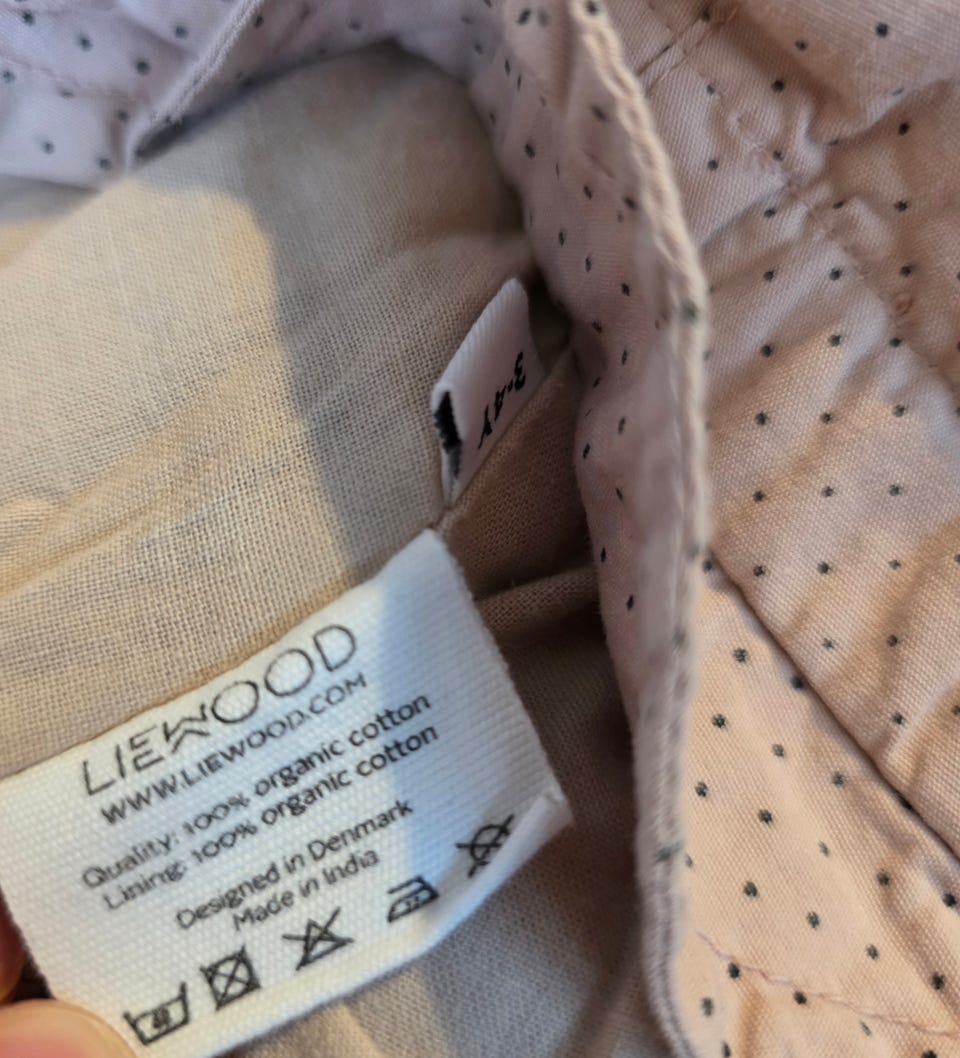 3-4Y
LIEWOOD
WWW.LIEWOOD.COM
Quality: 100% organic cotton
Lining: 100% organic cotton
Designed in Denmark
Made in India